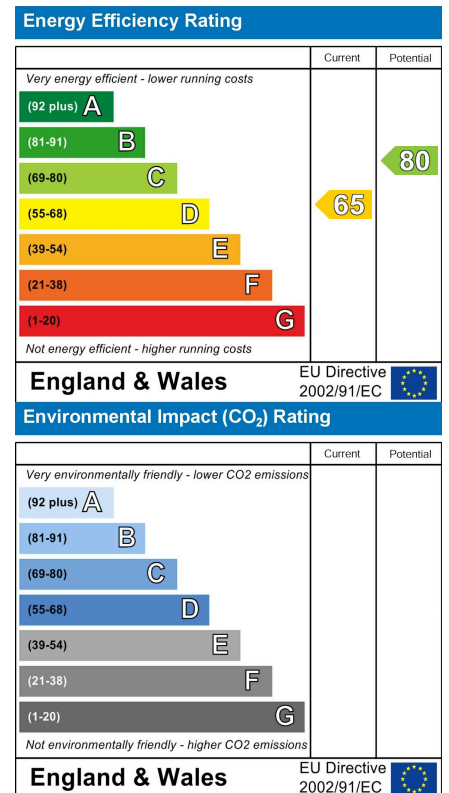 Energy Efficiency Rating
Current Potential
Very energy efficient - lower running costs
(92 plus) A
(81-91) B
(69-80) C
(55-68) D
(39-54) E
(21-38) F
(1-20) G
65
80
Not energy efficient - higher running costs
England & Wales
EU Directive
2002/91/EC
Environmental Impact (CO₂) Rating
Current Potential
Very environmentally friendly - lower CO2 emissions
(92 plus) A
(81-91) B
(69-80) C
(55-68) D
(39-54) E
(21-38) F
(1-20) G
Not environmentally friendly - higher CO2 emissions
England & Wales
EU Directive
2002/91/EC